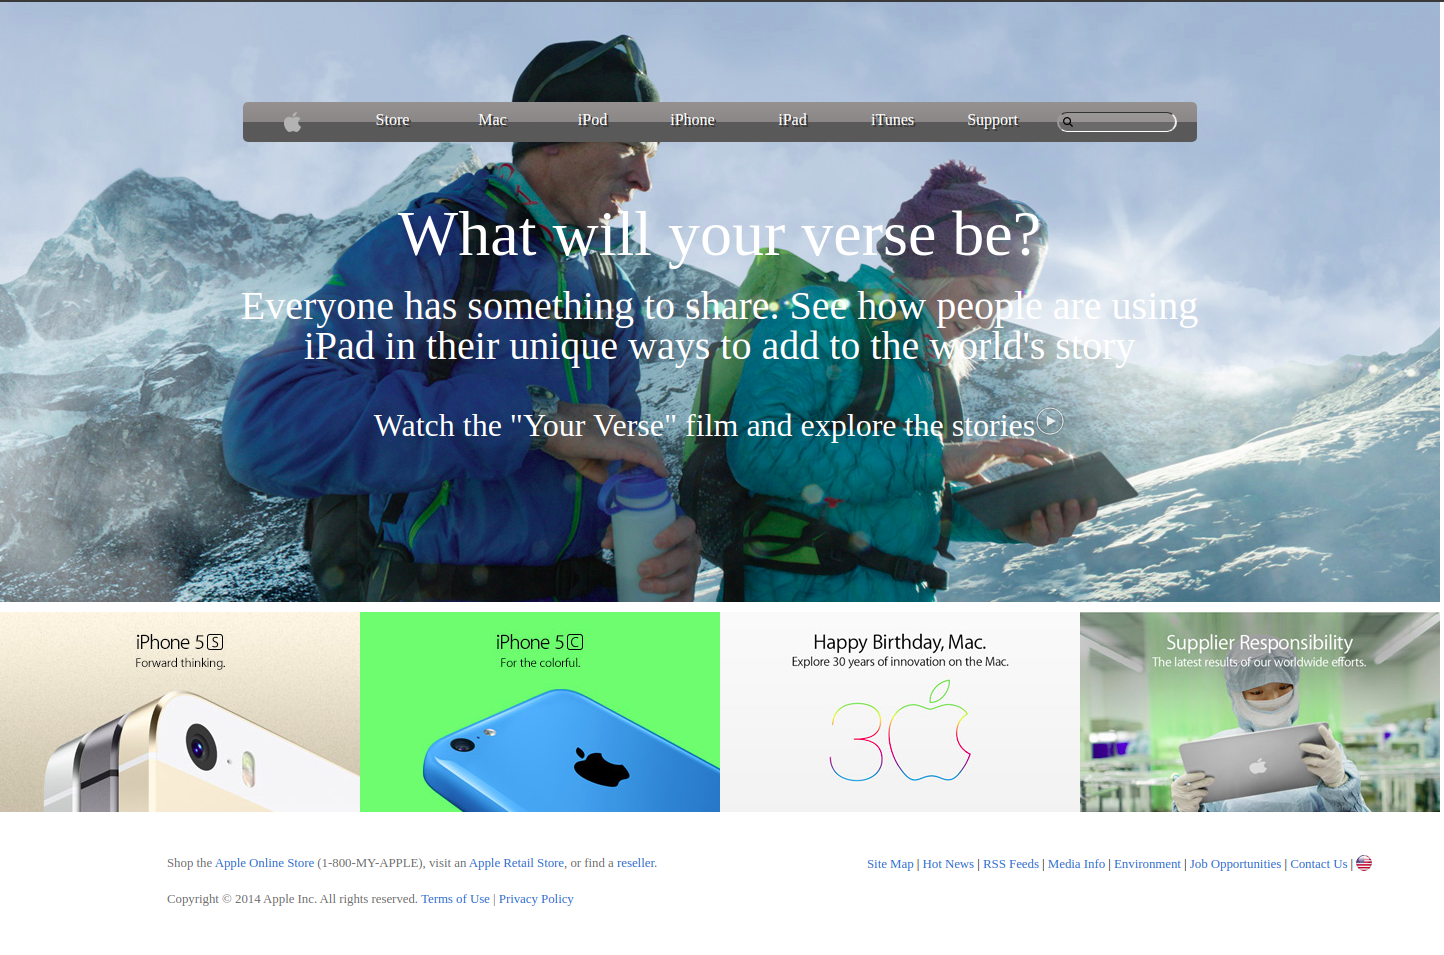 Store Mac iPod iPhone iPad iTunes Support
What will your verse be?
Everyone has something to share. See how people are using
iPad in their unique ways to add to the world's story
Watch the "Your Verse" film and explore the stories
iPhone 5S
Forward thinking.
iPhone 5C
For the colorful.
Happy Birthday, Mac.
Explore 30 years of innovation on the Mac.
30
Supplier Responsibility
The latest results of our worldwide efforts.
Shop the Apple Online Store (1-800-MY-APPLE), visit an Apple Retail Store, or find a reseller.
Site Map | Hot News | RSS Feeds | Media Info | Environment | Job Opportunities | Contact Us |
Copyright © 2014 Apple Inc. All rights reserved. Terms of Use | Privacy Policy